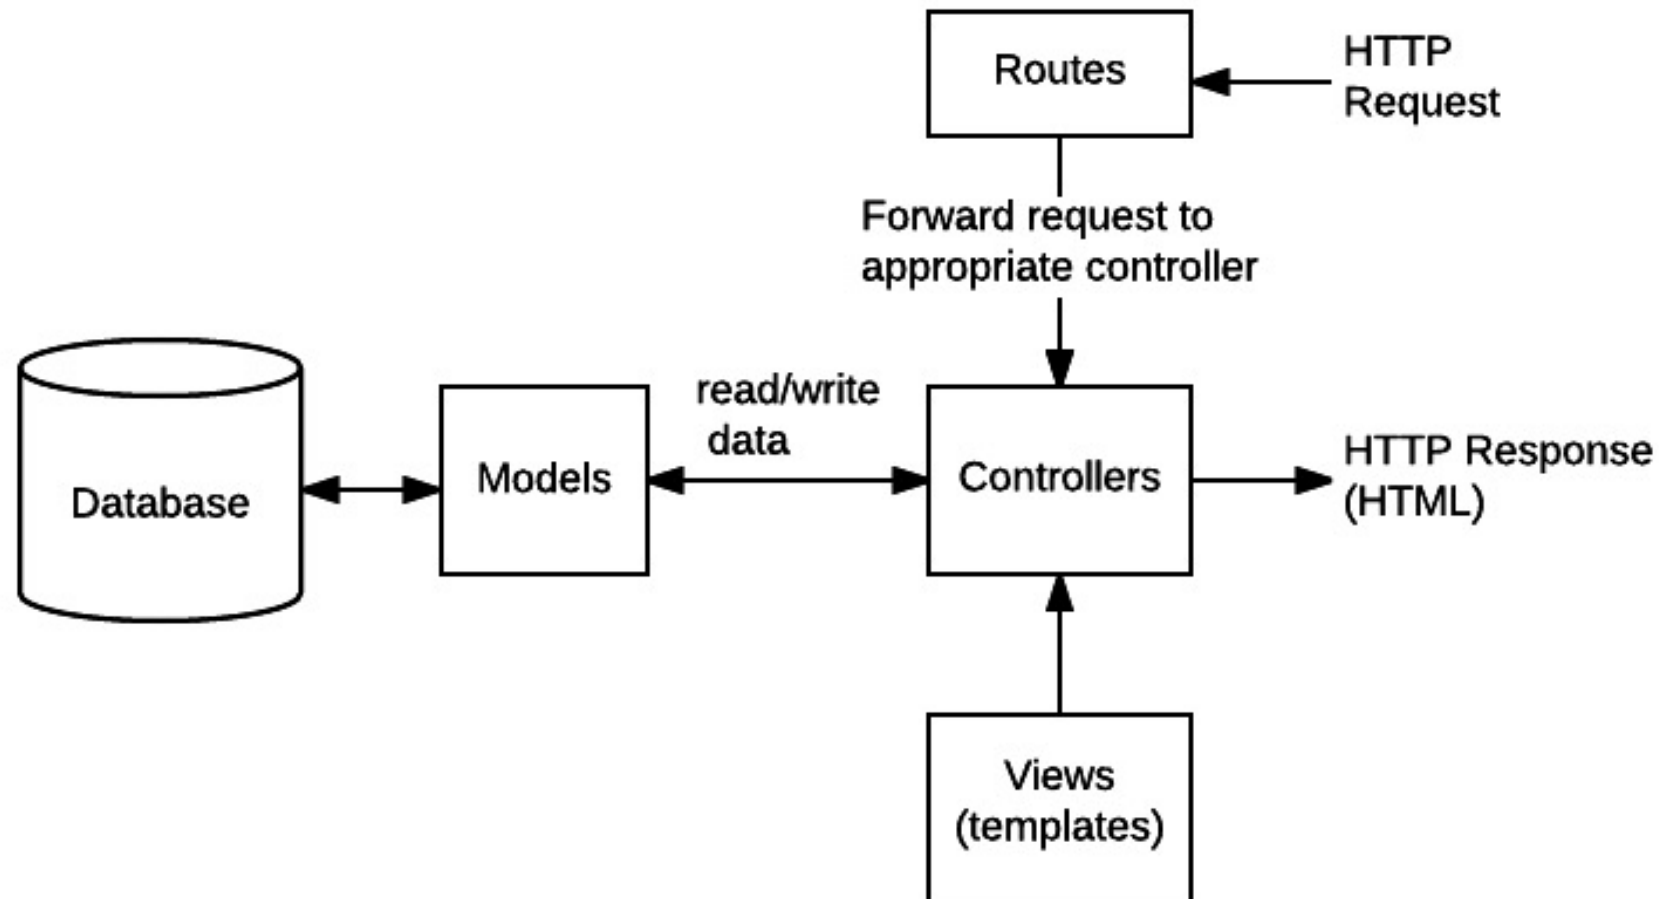 Routes
HTTP
Request
Forward request to
appropriate controller
read/write
data
Database
Models
Controllers
HTTP Response
(HTML)
Views
(templates)